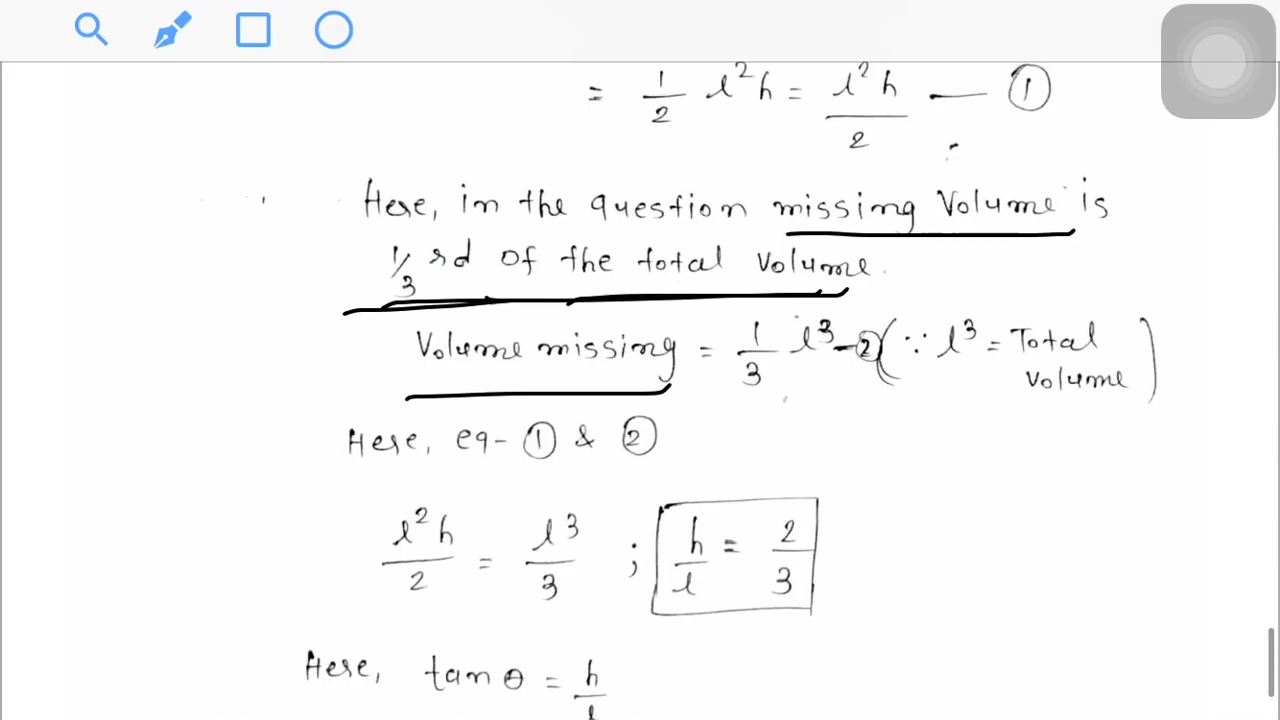 = 1/2 l²h = l²h/2 — ①
Here, in the question missing Volume is
1/3 rd of the total volume.
Volume missing = 1/3 l³ - ② (∵ l³ = Total volume)
Here, eq- ① & ②
l²h/2 = l³/3 ; h/l = 2/3
Here, tan θ = h/l